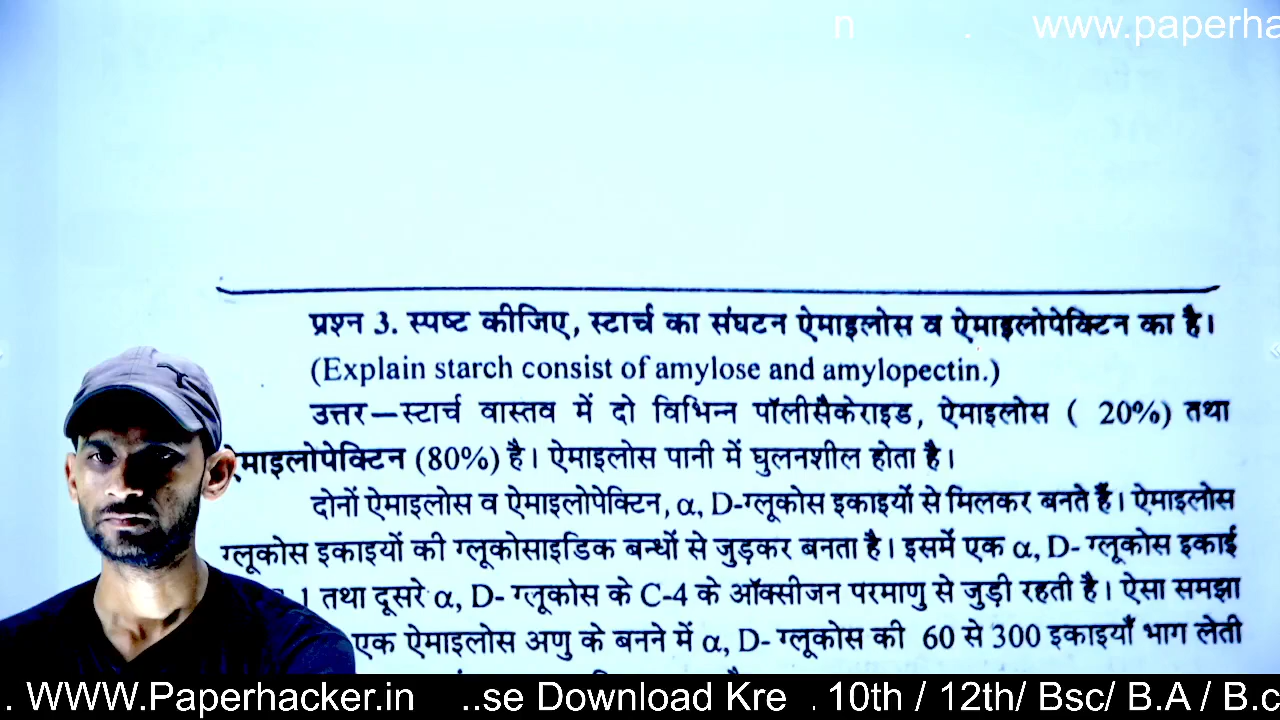 n . www.paperha
प्रश्न 3. स्पष्ट कीजिए, स्टार्च का संघटन ऐमाइलोस व ऐमाइलोपेक्टिन का है।
(Explain starch consist of amylose and amylopectin.)
उत्तर—स्टार्च वास्तव में दो विभिन्न पॉलीसैकेराइड, ऐमाइलोस ( 20%) तथा
ऐमाइलोपेक्टिन (80%) है। ऐमाइलोस पानी में घुलनशील होता है।
दोनों ऐमाइलोस व ऐमाइलोपेक्टिन, α, D-ग्लूकोस इकाइयों से मिलकर बनते हैं। ऐमाइलोस
ग्लूकोस इकाइयों की ग्लूकोसाइडिक बन्धों से जुड़कर बनता है। इसमें एक α, D- ग्लूकोस इकाई
1 तथा दूसरे α, D- ग्लूकोस के C-4 के ऑक्सीजन परमाणु से जुड़ी रहती है। ऐसा समझा
एक ऐमाइलोस अणु के बनने में α, D- ग्लूकोस की 60 से 300 इकाइयाँ भाग लेती
. WWW.Paperhacker.in ..se Download Kre . 10th / 12th/ Bsc/ B.A / B.c